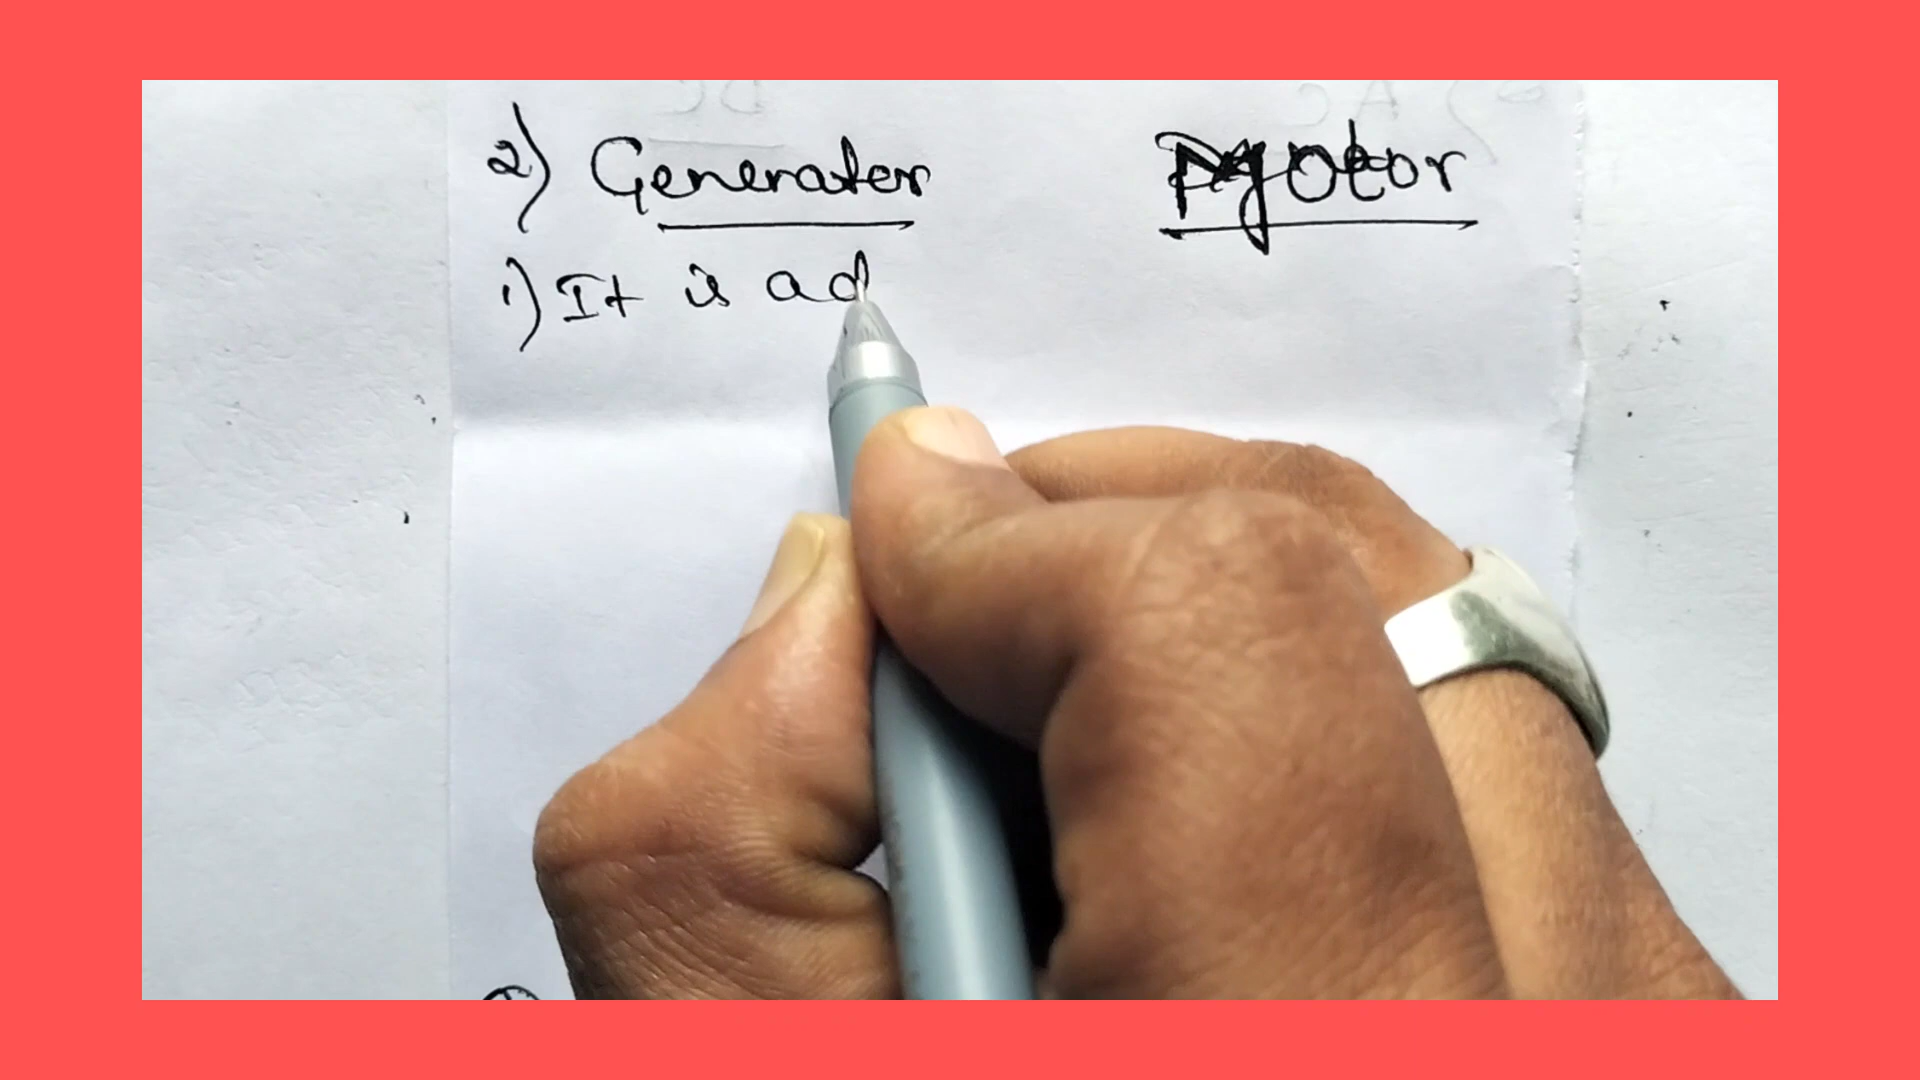 2) Generater Motor
1) It is ad